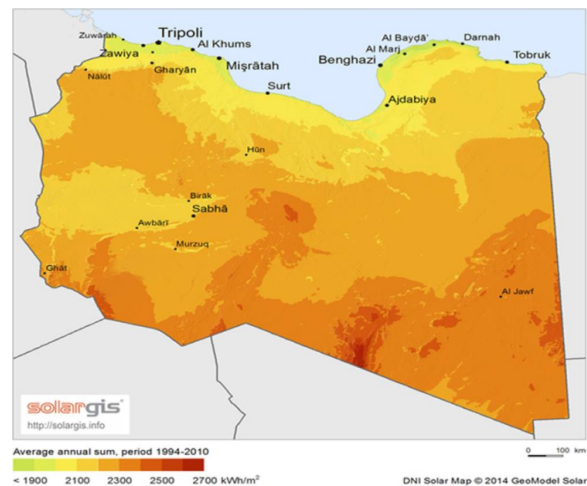 Zuwārah
Tripoli
Zawiya
Al Khums
Nālūt
Gharyān
Mişrātah
Surt
Al Bayḑā'
Darnah
Al Marj
Benghazi
Tobruk
Ajdabiya
Hūn
Birāk
Sabhā
Awbārī
Murzuq
Ghāt
Al Jawf
solargis
http://solargis.info
Average annual sum, period 1994-2010
< 1900 2100 2300 2500 2700 kWh/m²
0 100 km
DNI Solar Map © 2014 GeoModel Solar